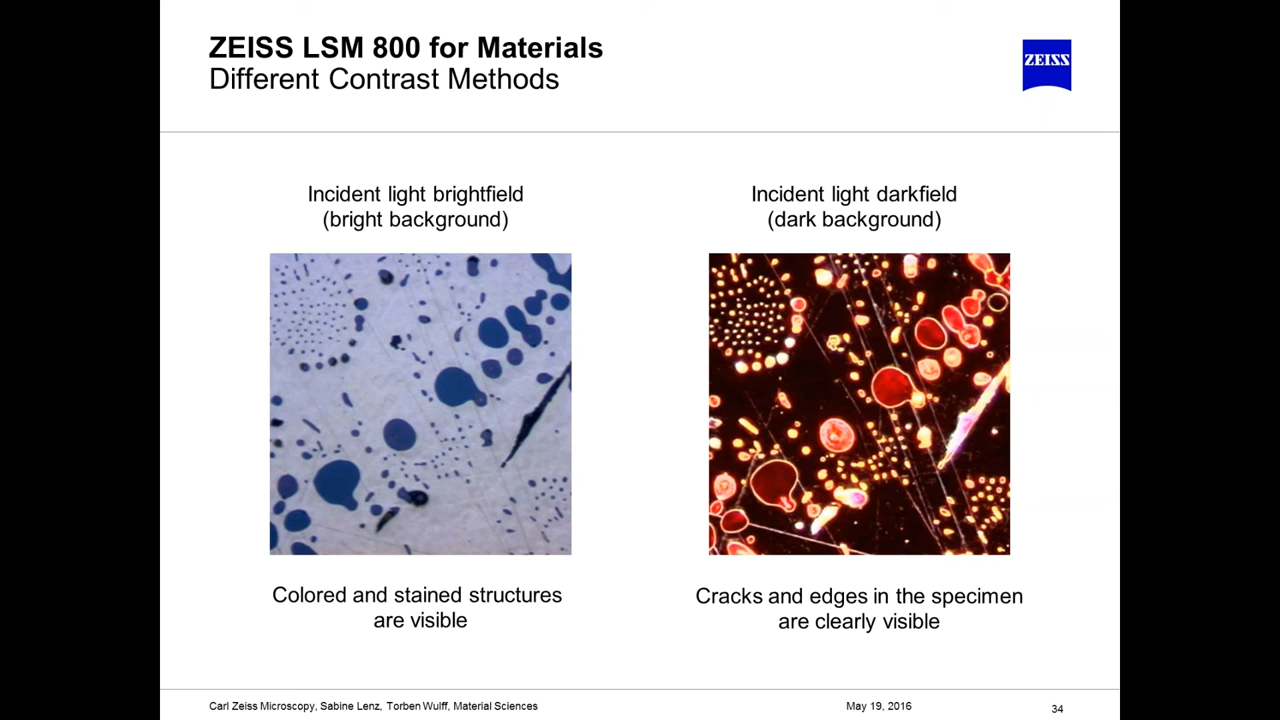 ZEISS LSM 800 for Materials
Different Contrast Methods
ZEISS
Incident light brightfield
(bright background)
Incident light darkfield
(dark background)
Colored and stained structures
are visible
Cracks and edges in the specimen
are clearly visible
Carl Zeiss Microscopy, Sabine Lenz, Torben Wulff, Material Sciences
May 19, 2016
34